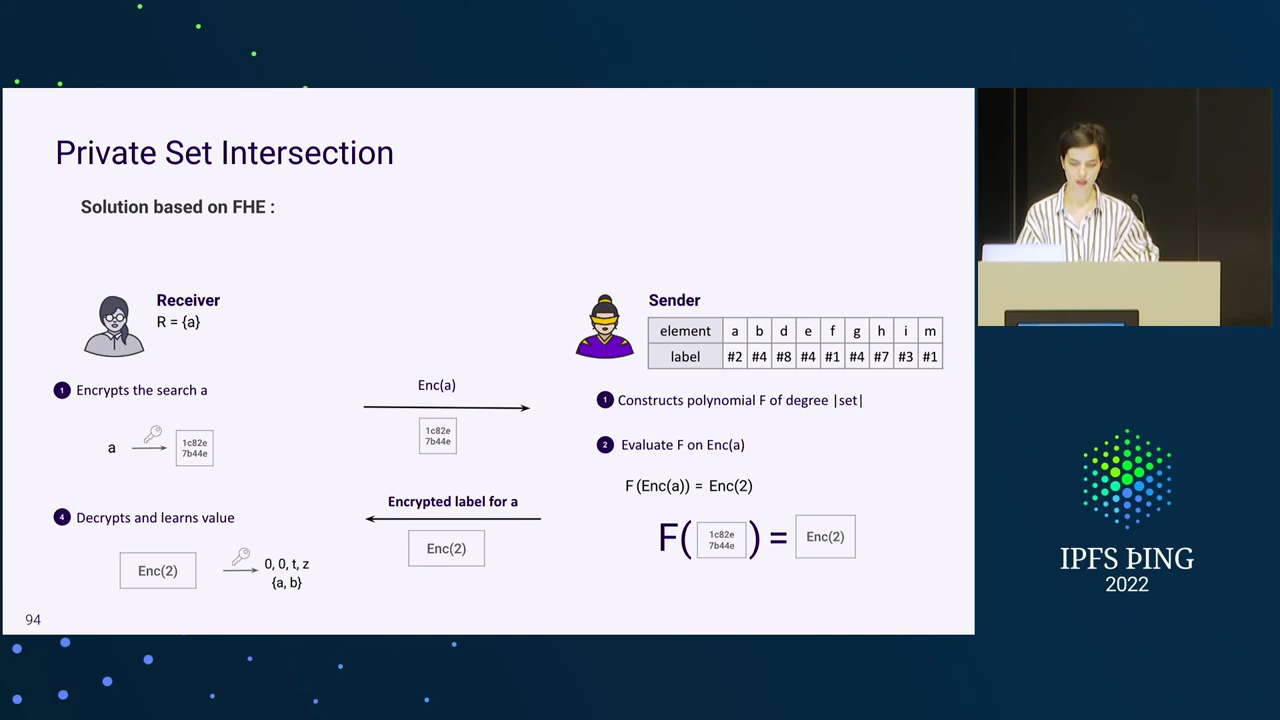 Private Set Intersection
Solution based on FHE :
Receiver
R = {a}
Sender
element a b d e f g h i m
label #2 #4 #8 #4 #1 #4 #7 #3 #1
1 Encrypts the search a
a
1c82e
7b44e
Enc(a)
1c82e
7b44e
1 Constructs polynomial F of degree |set|
2 Evaluate F on Enc(a)
F (Enc(a)) = Enc(2)
F( 1c82e
7b44e ) = Enc(2)
Encrypted label for a
Enc(2)
4 Decrypts and learns value
Enc(2)
0, 0, t, z
{a, b}
94
IPFS ÞING
2022